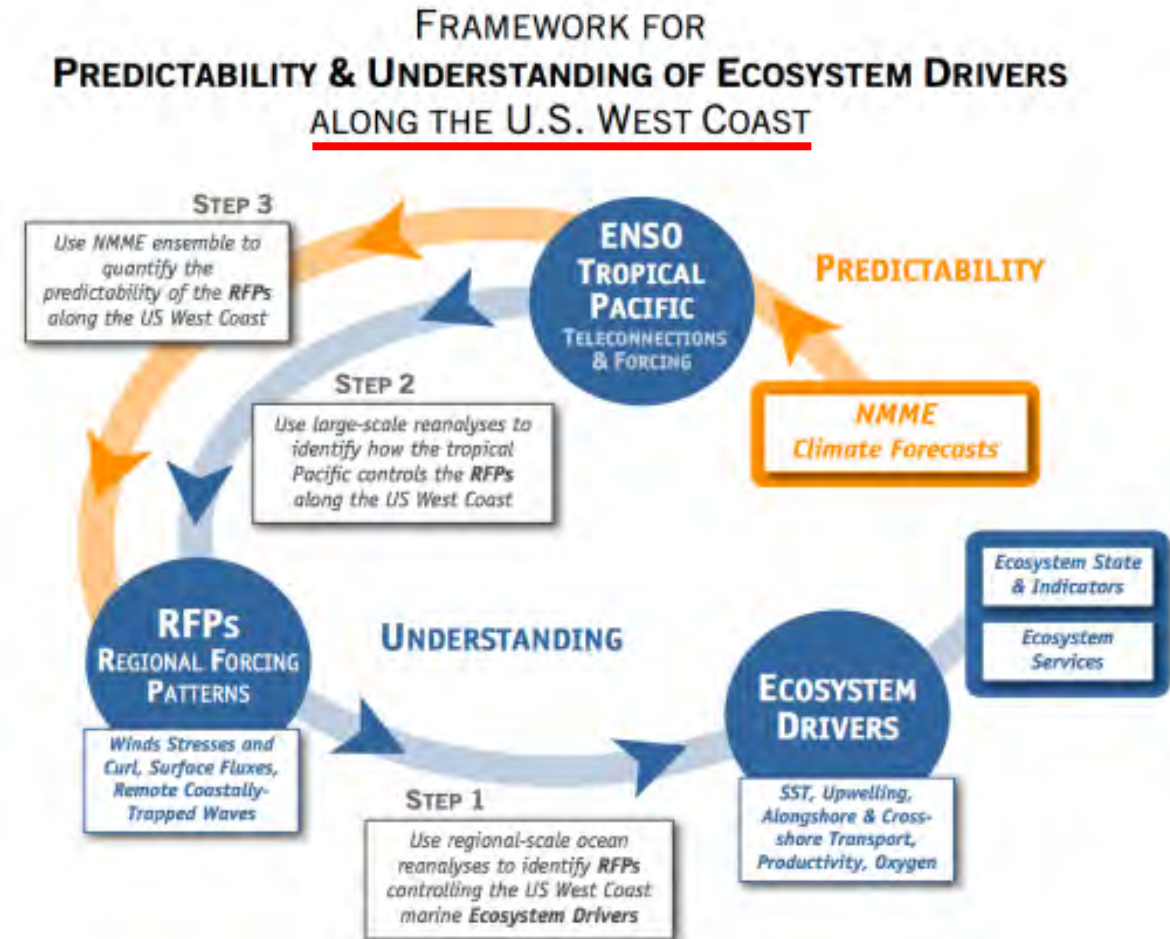 FRAMEWORK FOR
PREDICTABILITY & UNDERSTANDING OF ECOSYSTEM DRIVERS
ALONG THE U.S. WEST COAST
STEP 3
Use NMME ensemble to
quantify the
predictability of the RFPs
along the US West Coast
ENSO
TROPICAL
PACIFIC
TELECONNECTIONS
& FORCING
PREDICTABILITY
NMME
Climate Forecasts
STEP 2
Use large-scale reanalyses to
identify how the tropical
Pacific controls the RFPs
along the US West Coast
Ecosystem State
& Indicators
Ecosystem
Services
RFPs
REGIONAL FORCING
PATTERNS
Winds Stresses and
Curl, Surface Fluxes,
Remote Coastally-
Trapped Waves
UNDERSTANDING
ECOSYSTEM
DRIVERS
SST, Upwelling,
Alongshore & Cross-
shore Transport,
Productivity, Oxygen
STEP 1
Use regional-scale ocean
reanalyses to identify RFPs
controlling the US West Coast
marine Ecosystem Drivers